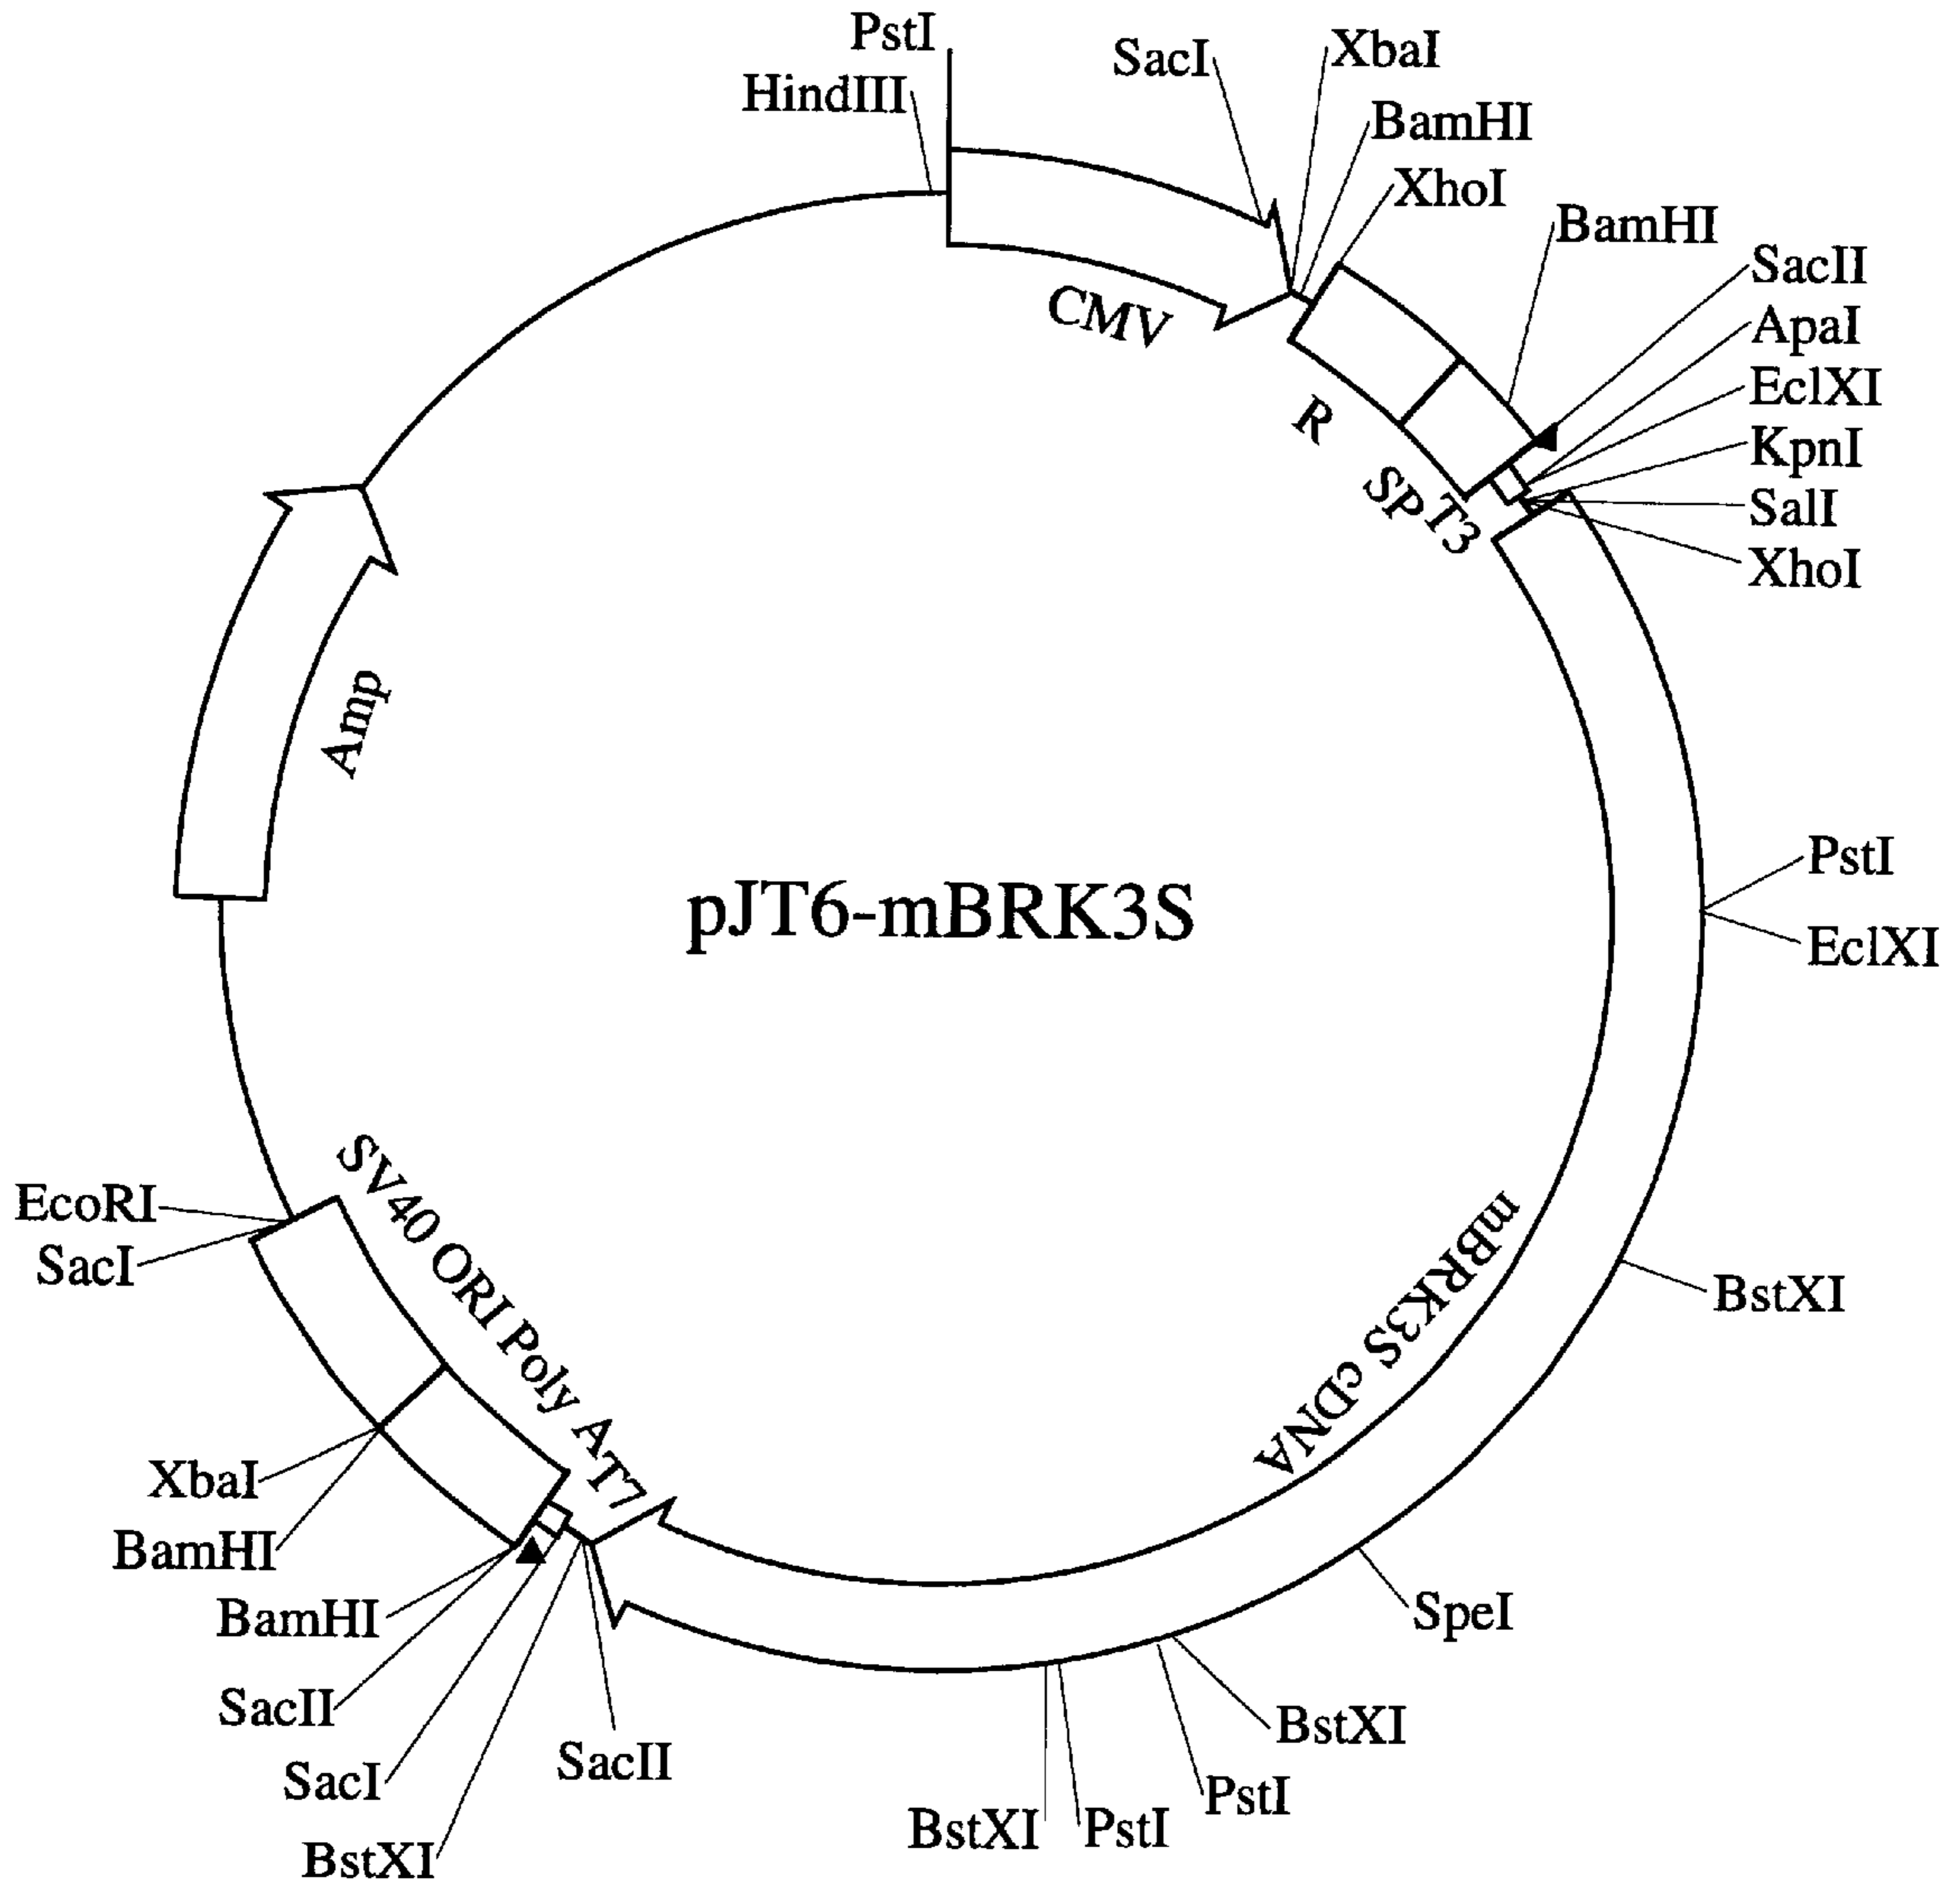 PstI
HindIII
SacI
XbaI
BamHI
XhoI
BamHI
SacII
ApaI
EclXI
KpnI
SalI
XhoI
CMV
R
SP
T3
Amp
pJT6-mBRK3S
PstI
EclXI
BstXI
mBRK3S cDNA
SpeI
BstXI
PstI
PstI
BstXI
SacII
BstXI
SacI
SacII
BamHI
BamHI
XbaI
SacI
EcoRI
SV40 ORI
Poly A
T7